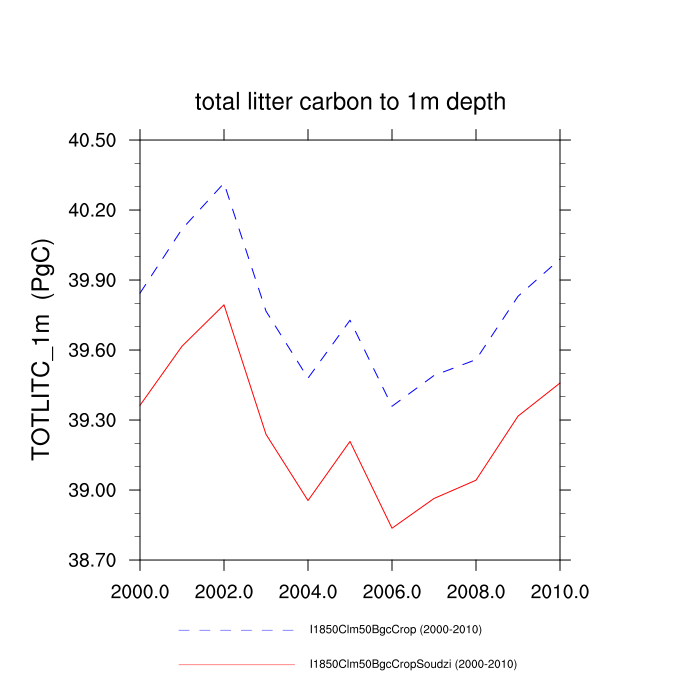 total litter carbon to 1m depth
TOTLITC_1m (PgC)
40.50
40.20
39.90
39.60
39.30
39.00
38.70
2000.0 2002.0 2004.0 2006.0 2008.0 2010.0
I1850Clm50BgcCrop (2000-2010)
I1850Clm50BgcCropSoudzi (2000-2010)